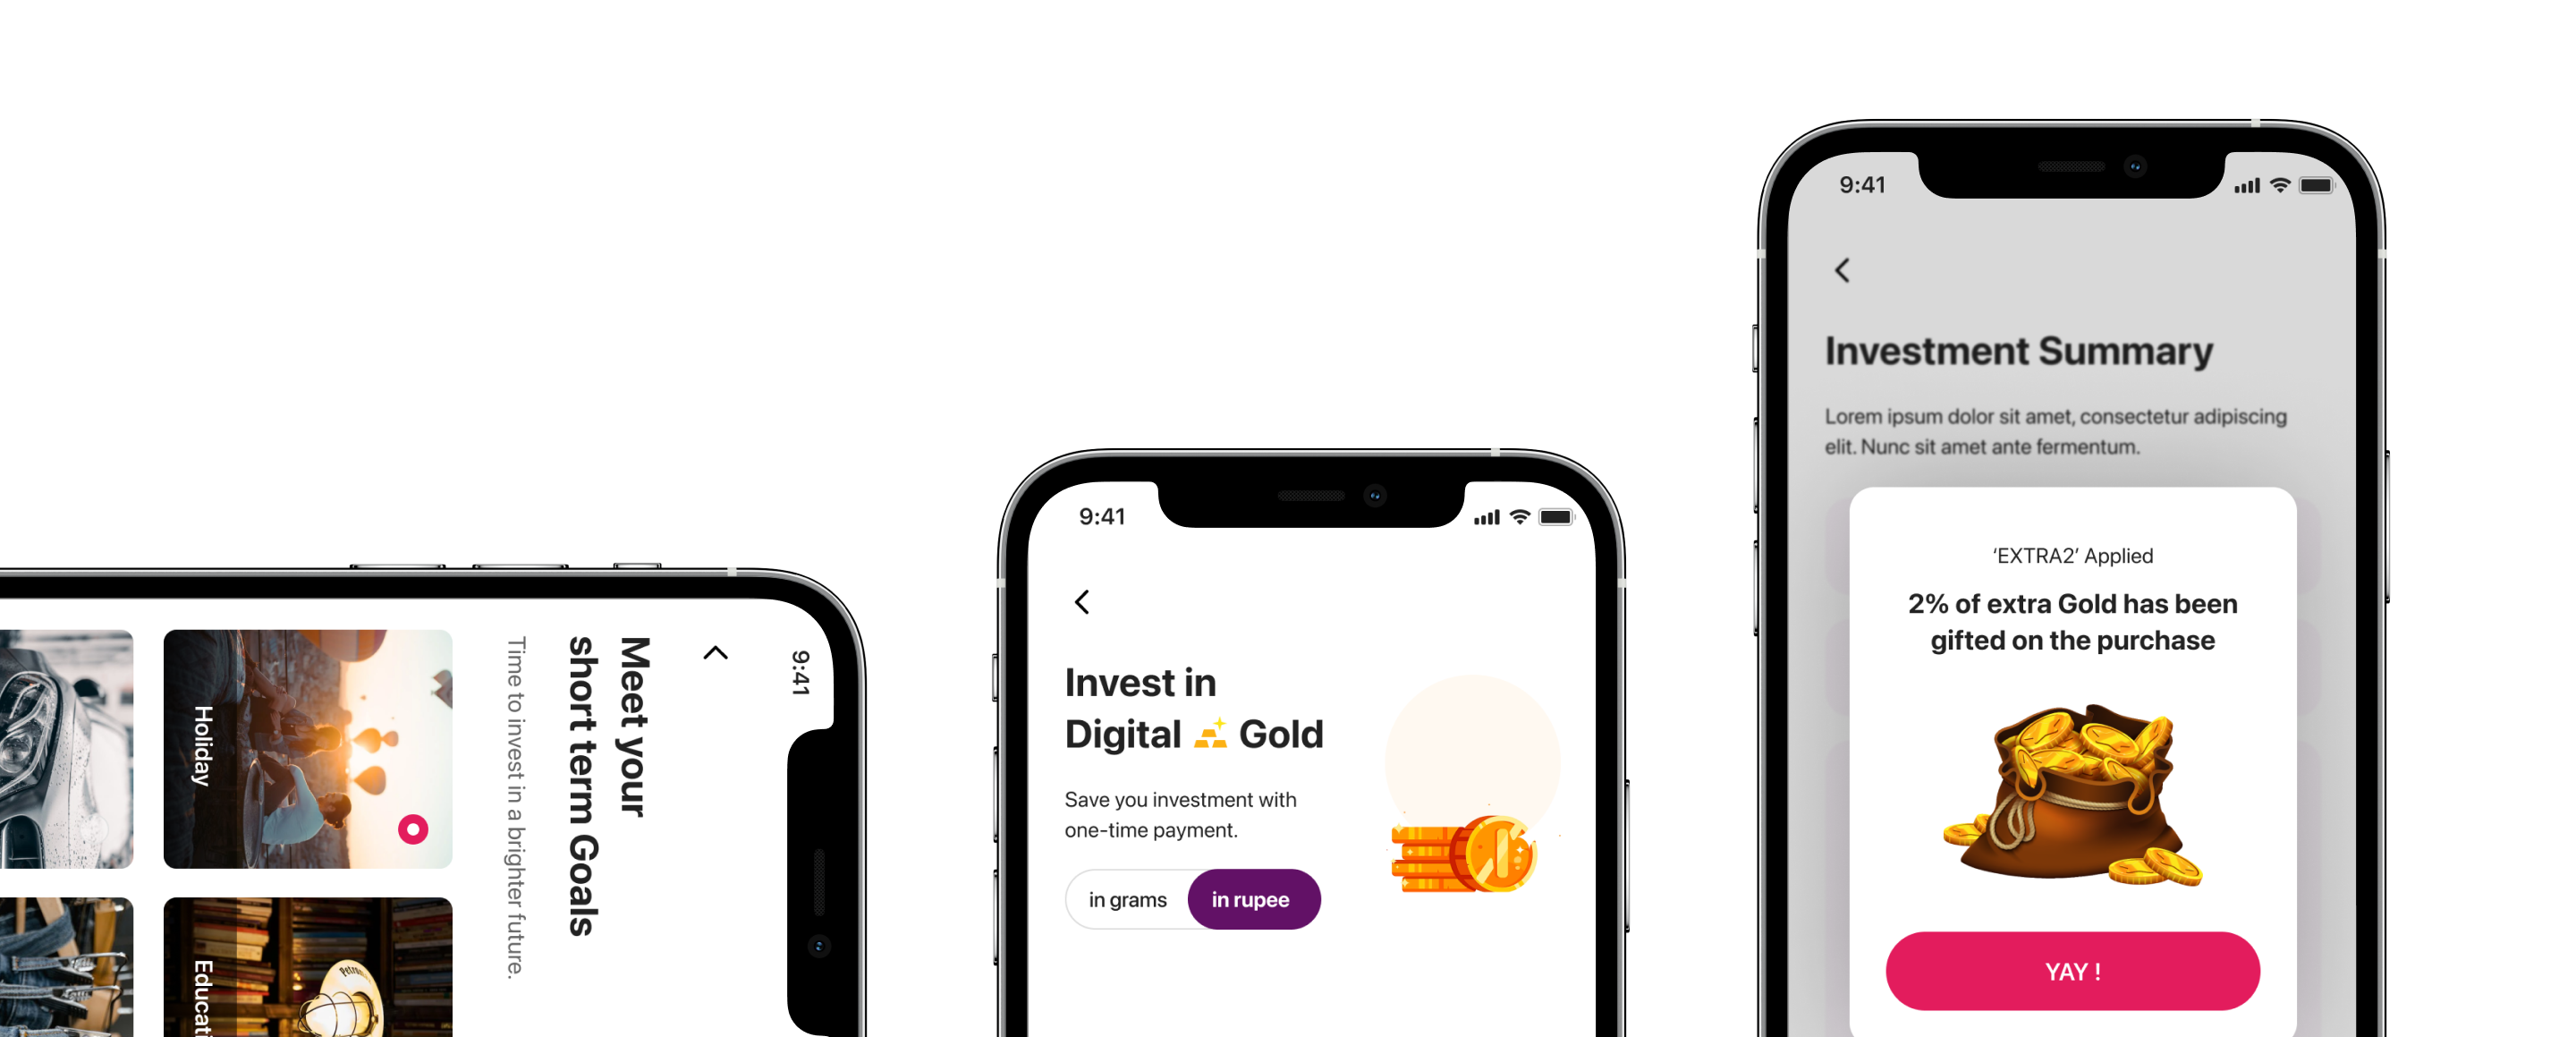 9:41
Meet your
short term Goals
Time to invest in a brighter future.
Holiday
9:41
Invest in
Digital Gold
Save you investment with
one-time payment.
in grams
in rupee
9:41
Investment Summary
Lorem ipsum dolor sit amet, consectetur adipiscing
elit. Nunc sit amet ante fermentum.
‘EXTRA2’ Applied
2% of extra Gold has been
gifted on the purchase
YAY !